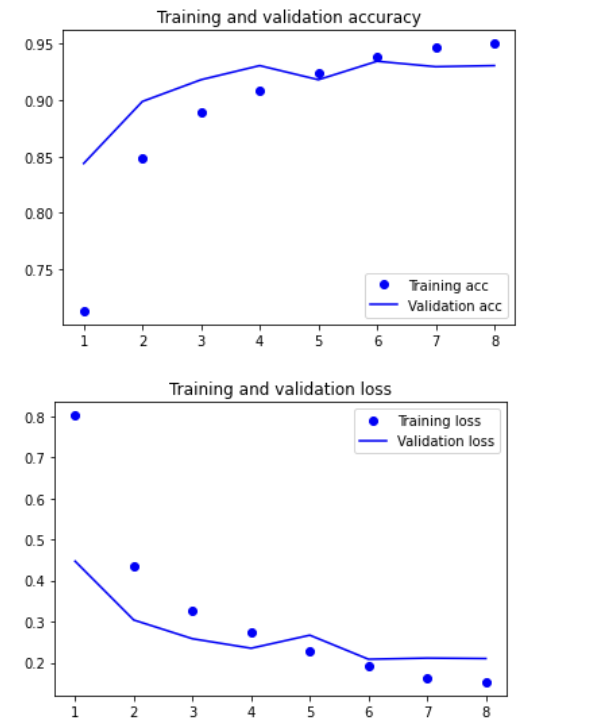 Training and validation accuracy
0.95
0.90
0.85
0.80
0.75
Training acc
Validation acc
1 2 3 4 5 6 7 8
Training and validation loss
0.8
0.7
0.6
0.5
0.4
0.3
0.2
Training loss
Validation loss
1 2 3 4 5 6 7 8